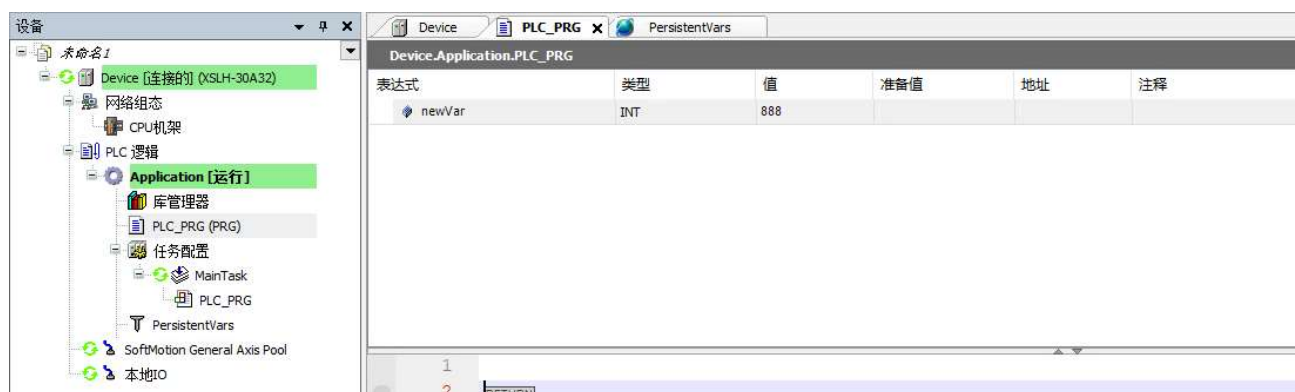 设备
未命名1
Device [连接的] (XSLH-30A32)
网络组态
CPU机架
PLC 逻辑
Application [运行]
库管理器
PLC_PRG (PRG)
任务配置
MainTask
PLC_PRG
PersistentVars
SoftMotion General Axis Pool
本地IO
Device PLC_PRG PersistentVars
Device.Application.PLC_PRG
表达式 类型 值 准备值 地址 注释
newVar INT 888
1
2 RETURN